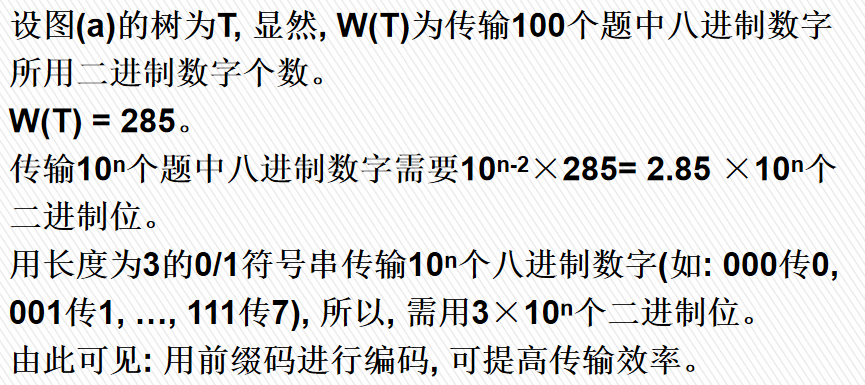 设图(a)的树为T, 显然, W(T)为传输100个题中八进制数字
所用二进制数字个数。
W(T) = 285。
传输10ⁿ个题中八进制数字需要10ⁿ⁻²×285= 2.85 ×10ⁿ个
二进制位。
用长度为3的0/1符号串传输10ⁿ个八进制数字(如: 000传0,
001传1, …, 111传7), 所以, 需用3×10ⁿ个二进制位。
由此可见: 用前缀码进行编码, 可提高传输效率。